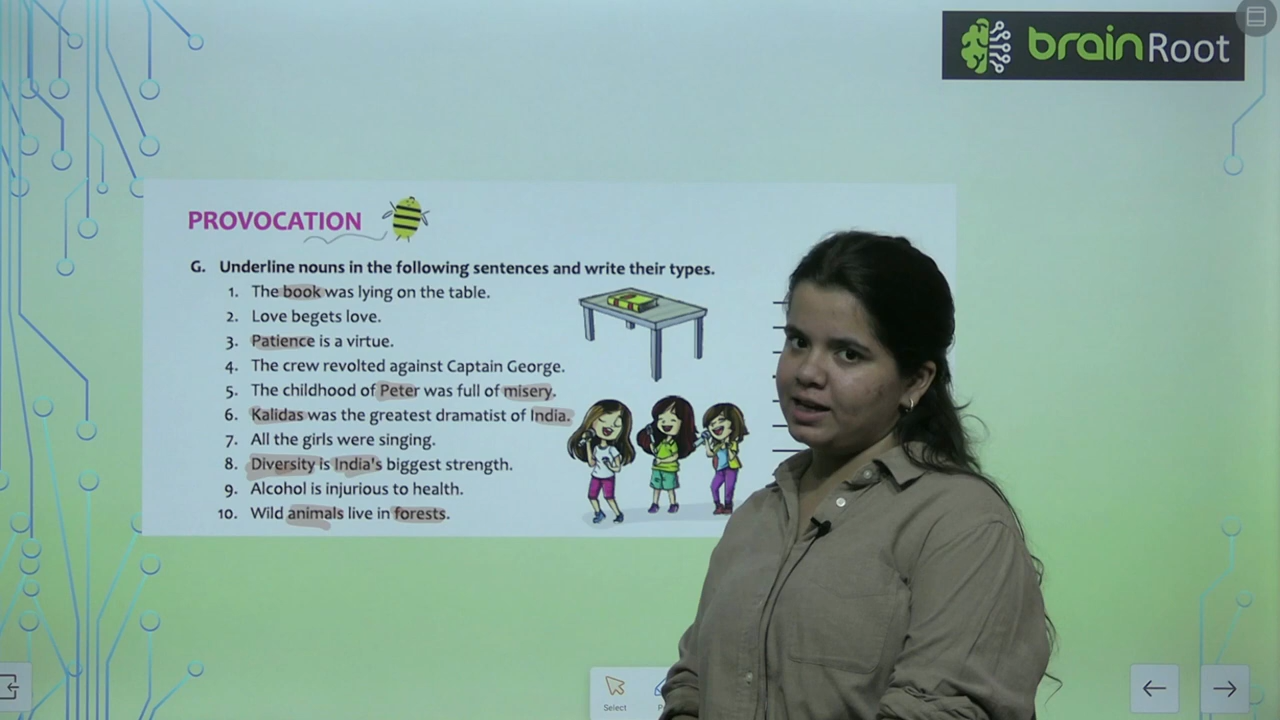 brainRoot
PROVOCATION
G. Underline nouns in the following sentences and write their types.
1. The book was lying on the table.
2. Love begets love.
3. Patience is a virtue.
4. The crew revolted against Captain George.
5. The childhood of Peter was full of misery.
6. Kalidas was the greatest dramatist of India.
7. All the girls were singing.
8. Diversity is India's biggest strength.
9. Alcohol is injurious to health.
10. Wild animals live in forests.
Select